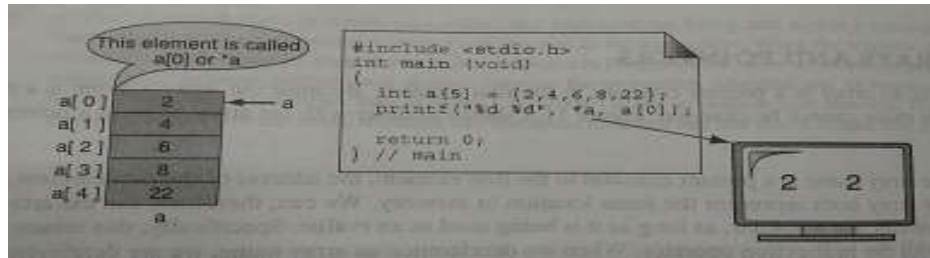 This element is called
a[0] or *a
a[0] 2 a
a[1] 4
a[2] 6
a[3] 8
a[4] 22
a
#include <stdio.h>
int main (void)
{
int a[5] = {2,4,6,8,22};
printf("%d %d", *a, a[0]);
return 0;
} // main
2 2